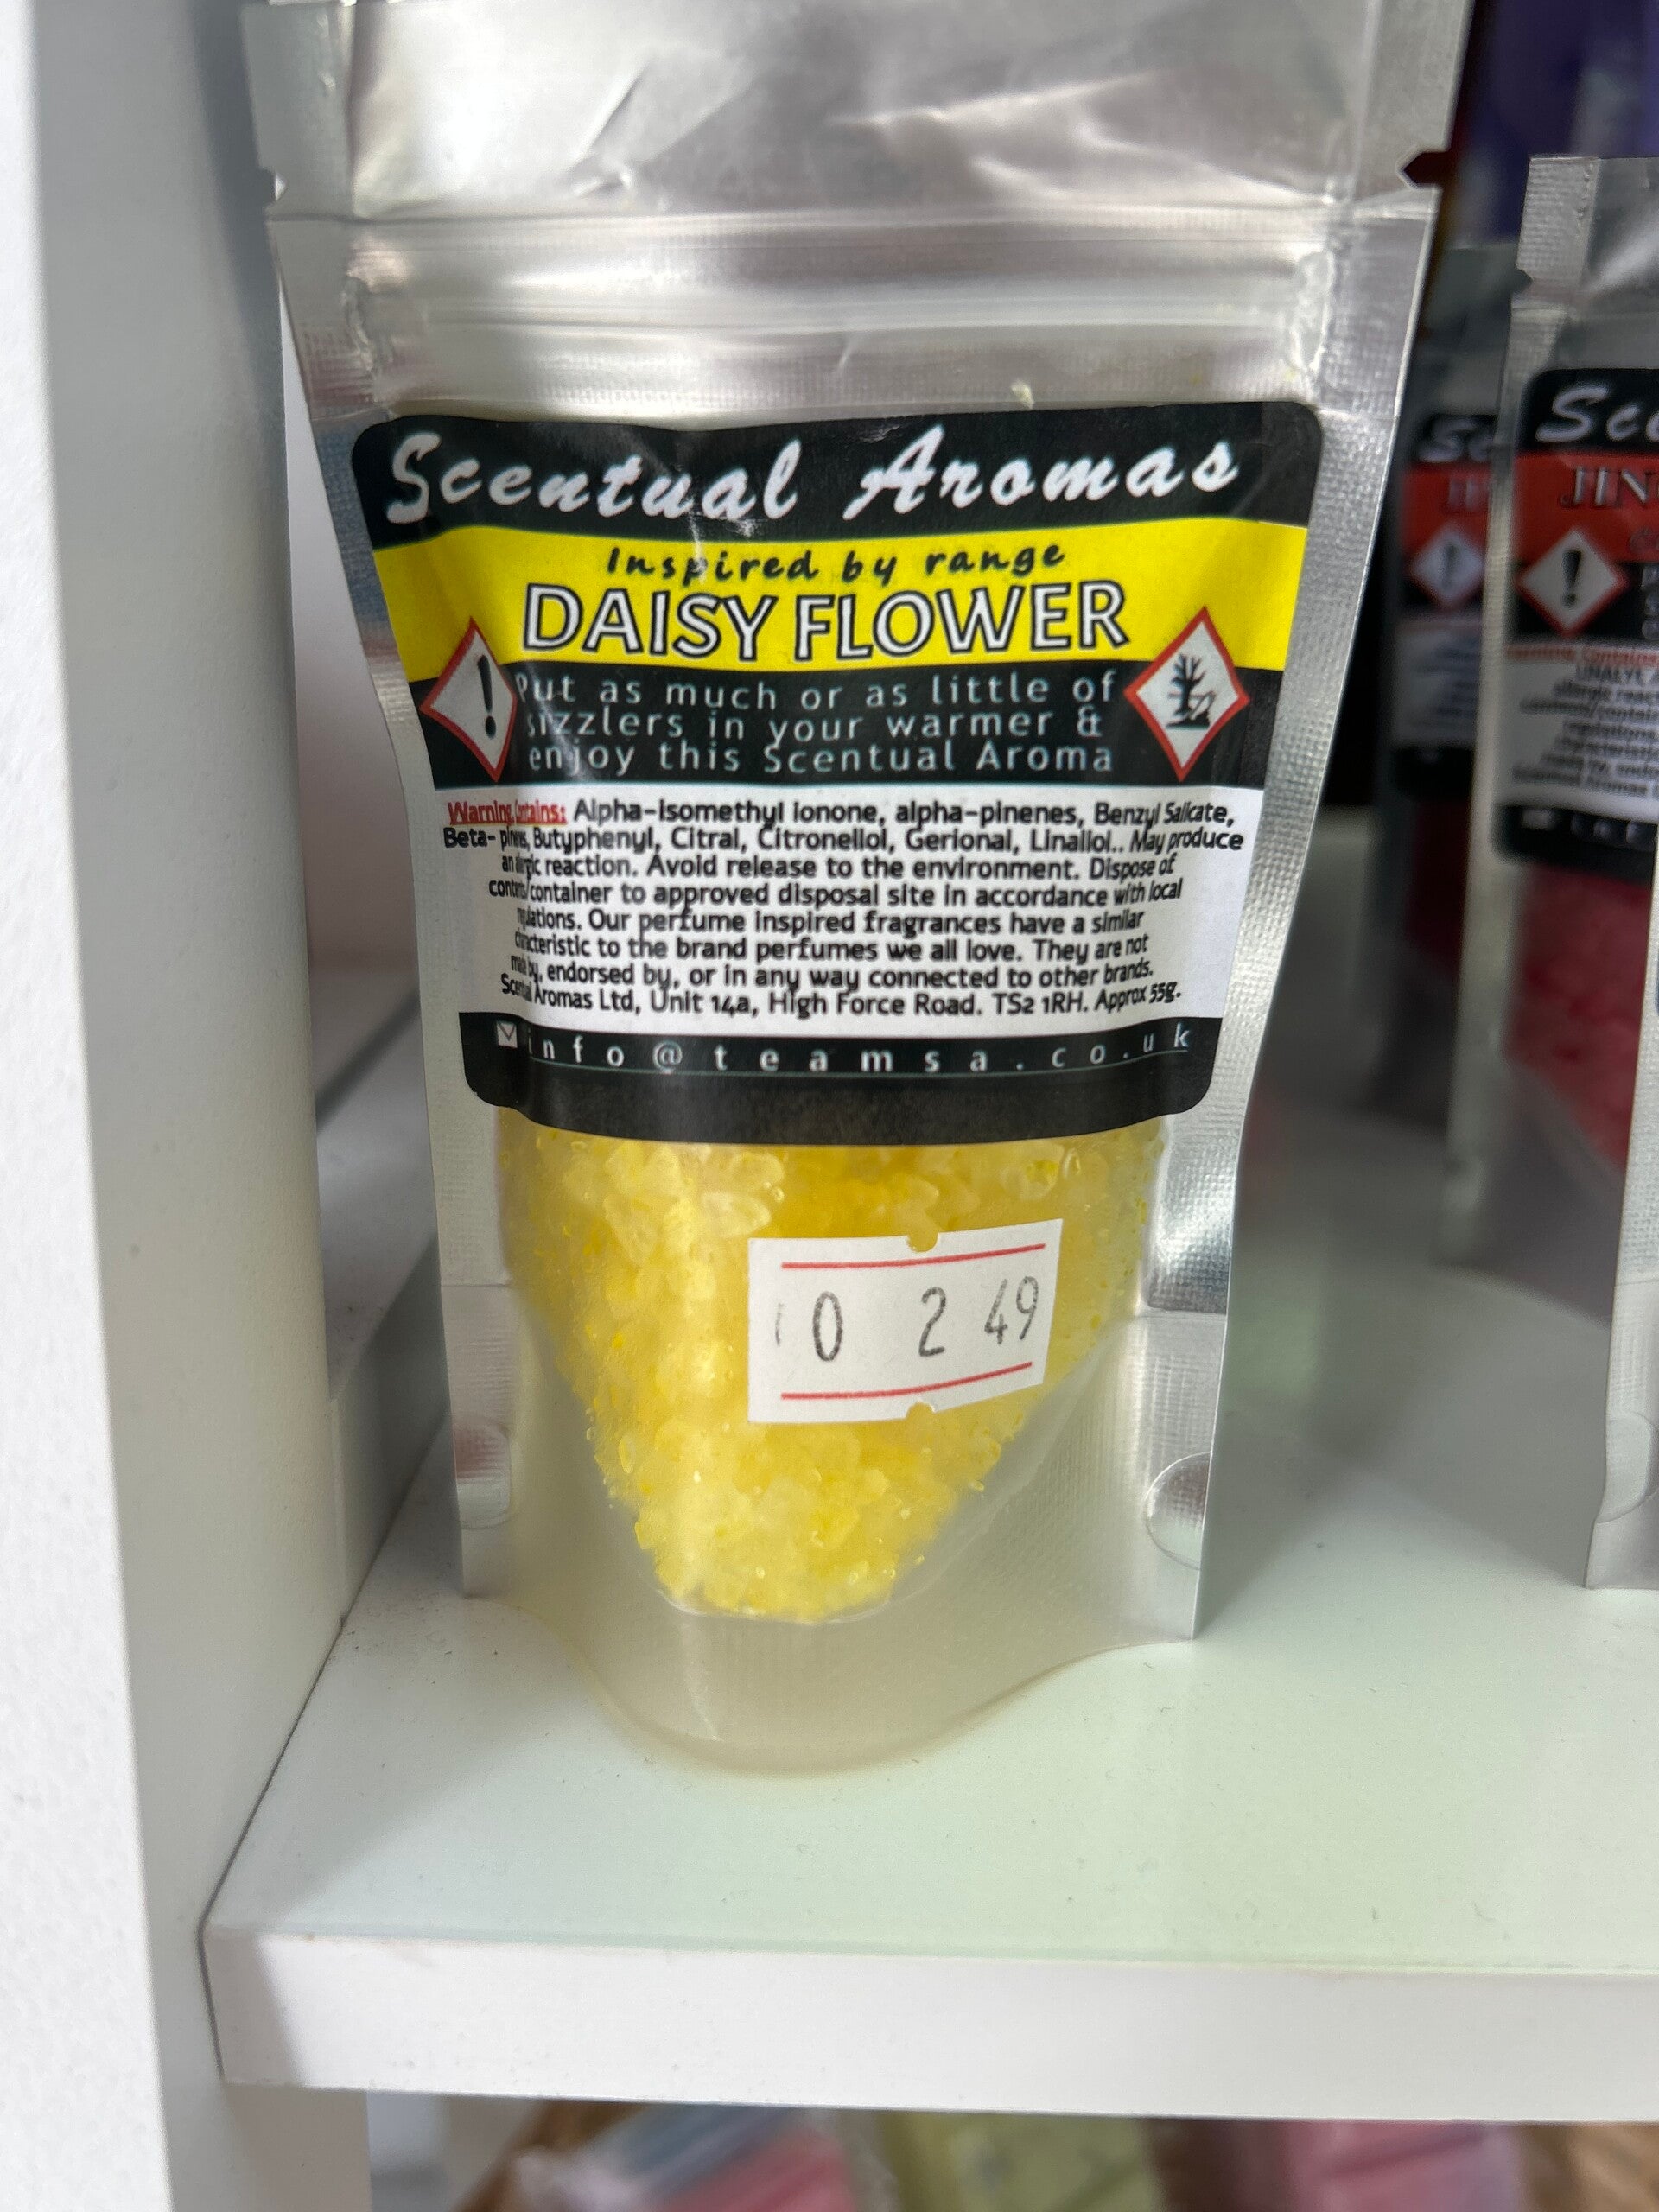 Scentual Aromas
Inspired by range
DAISY FLOWER
Put as much or as little of
sizzlers in your warmer &
enjoy this Scentual Aroma
Warning Contains: Alpha-Isomethyl Ionone, alpha-pinenes, Benzyl Salicate,
Beta- pines, Butyphenyl, Citral, Citronellol, Gerional, Linallol.. May produce
an allergic reaction. Avoid release to the environment. Dispose of
contents/container to approved disposal site in accordance with local
regulations. Our perfume inspired fragrances have a similar
characteristic to the brand perfumes we all love. They are not
made by, endorsed by, or in any way connected to other brands.
Scentual Aromas Ltd, Unit 14a, High Force Road. TS2 1RH. Approx 55g.
info@teamsa.co.uk
0 2 49
Sce
JIN